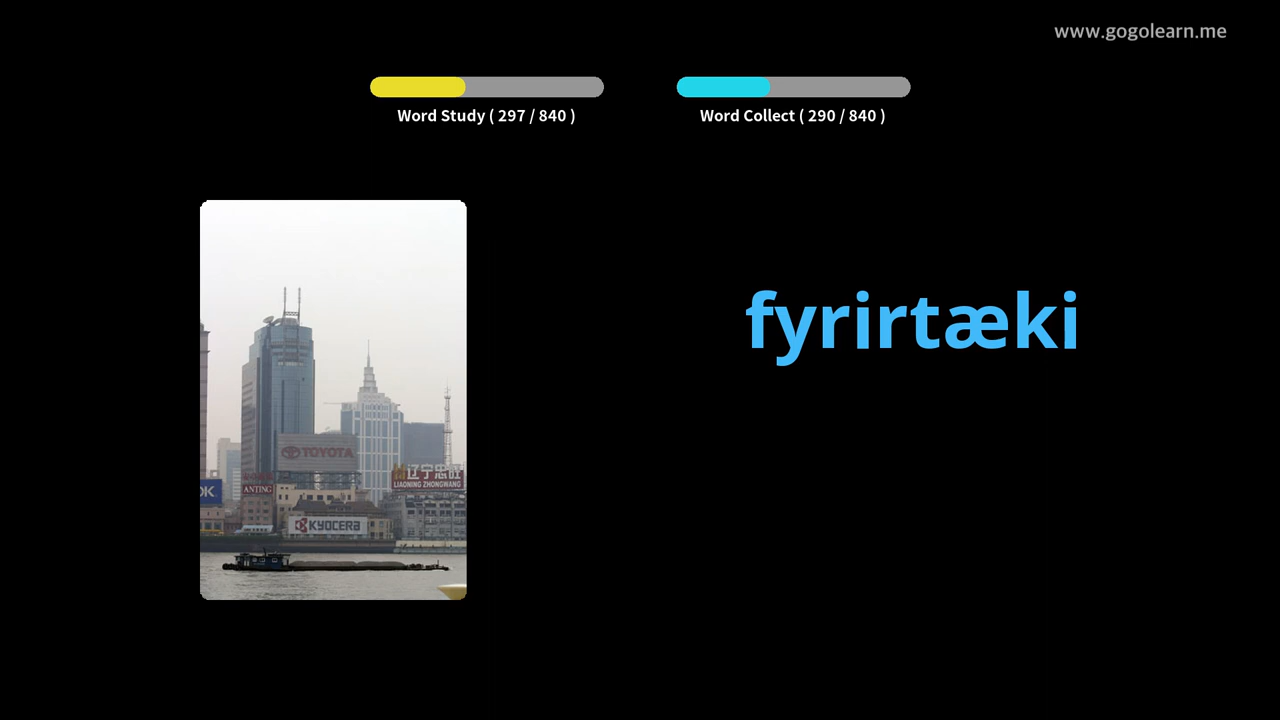 www.gogolearn.me
Word Study ( 297 / 840 )
Word Collect ( 290 / 840 )
fyrirtæki
TOYOTA
辽宁忠旺
LIAONING ZHONGWANG
OK
ANTING
KYOCERA